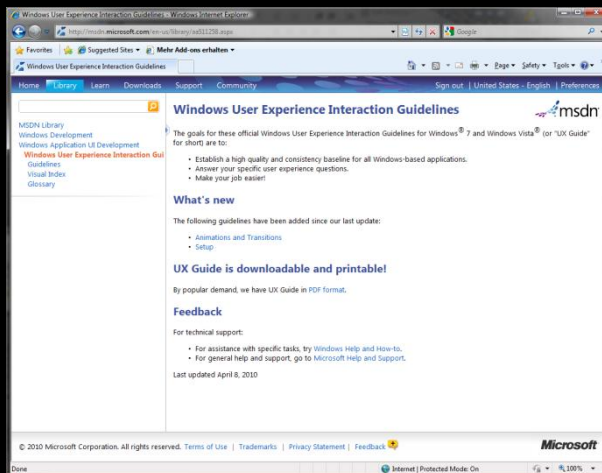 Windows User Experience Interaction Guidelines - Windows Internet Explorer
http://msdn.microsoft.com/en-us/library/aa511258.aspx
Google
Favorites Suggested Sites Mehr Add-ons erhalten
Windows User Experience Interaction Guidelines
Page Safety Tools
Home Library Learn Downloads Support Community Sign out | United States - English | Preferences
msdn
MSDN Library
Windows Development
Windows Application UI Development
Windows User Experience Interaction Gui
Guidelines
Visual Index
Glossary
Windows User Experience Interaction Guidelines
The goals for these official Windows User Experience Interaction Guidelines for Windows® 7 and Windows Vista® (or "UX Guide"
for short) are to:
• Establish a high quality and consistency baseline for all Windows-based applications.
• Answer your specific user experience questions.
• Make your job easier!
What's new
The following guidelines have been added since our last update:
• Animations and Transitions
• Setup
UX Guide is downloadable and printable!
By popular demand, we have UX Guide in PDF format.
Feedback
For technical support:
• For assistance with specific tasks, try Windows Help and How-to.
• For general help and support, go to Microsoft Help and Support.
Last updated April 8, 2010
© 2010 Microsoft Corporation. All rights reserved. Terms of Use | Trademarks | Privacy Statement | Feedback
Microsoft
Done
Internet | Protected Mode: On
100%